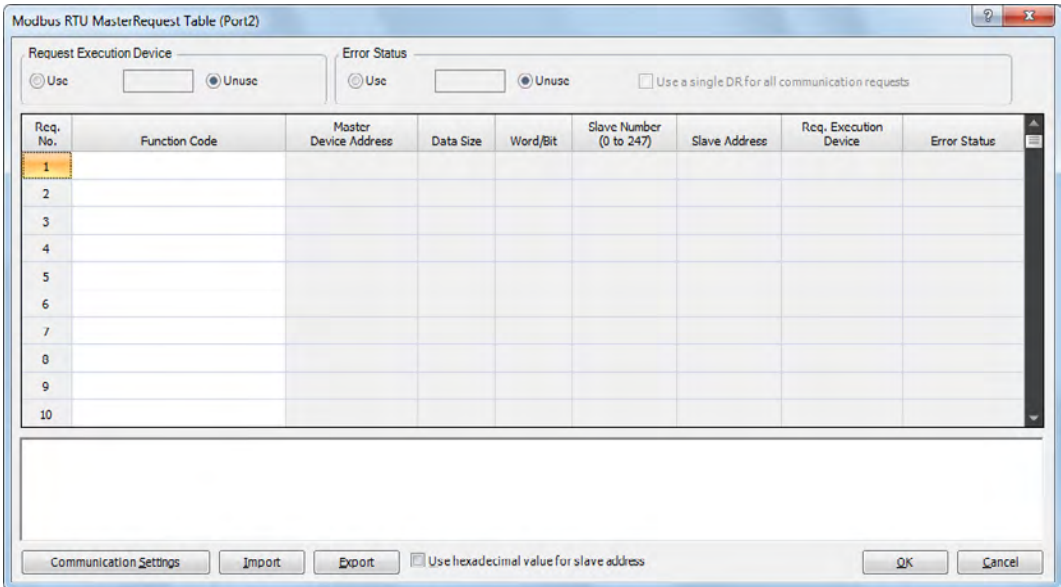 Modbus RTU MasterRequest Table (Port2)
Request Execution Device
Error Status
Use
Unuse
Use
Unuse
Use a single DR for all communication requests
Req. No.
Function Code
Master Device Address
Data Size
Word/Bit
Slave Number (0 to 247)
Slave Address
Req. Execution Device
Error Status
1
2
3
4
5
6
7
8
9
10
Communication Settings
Import
Export
Use hexadecimal value for slave address
OK
Cancel